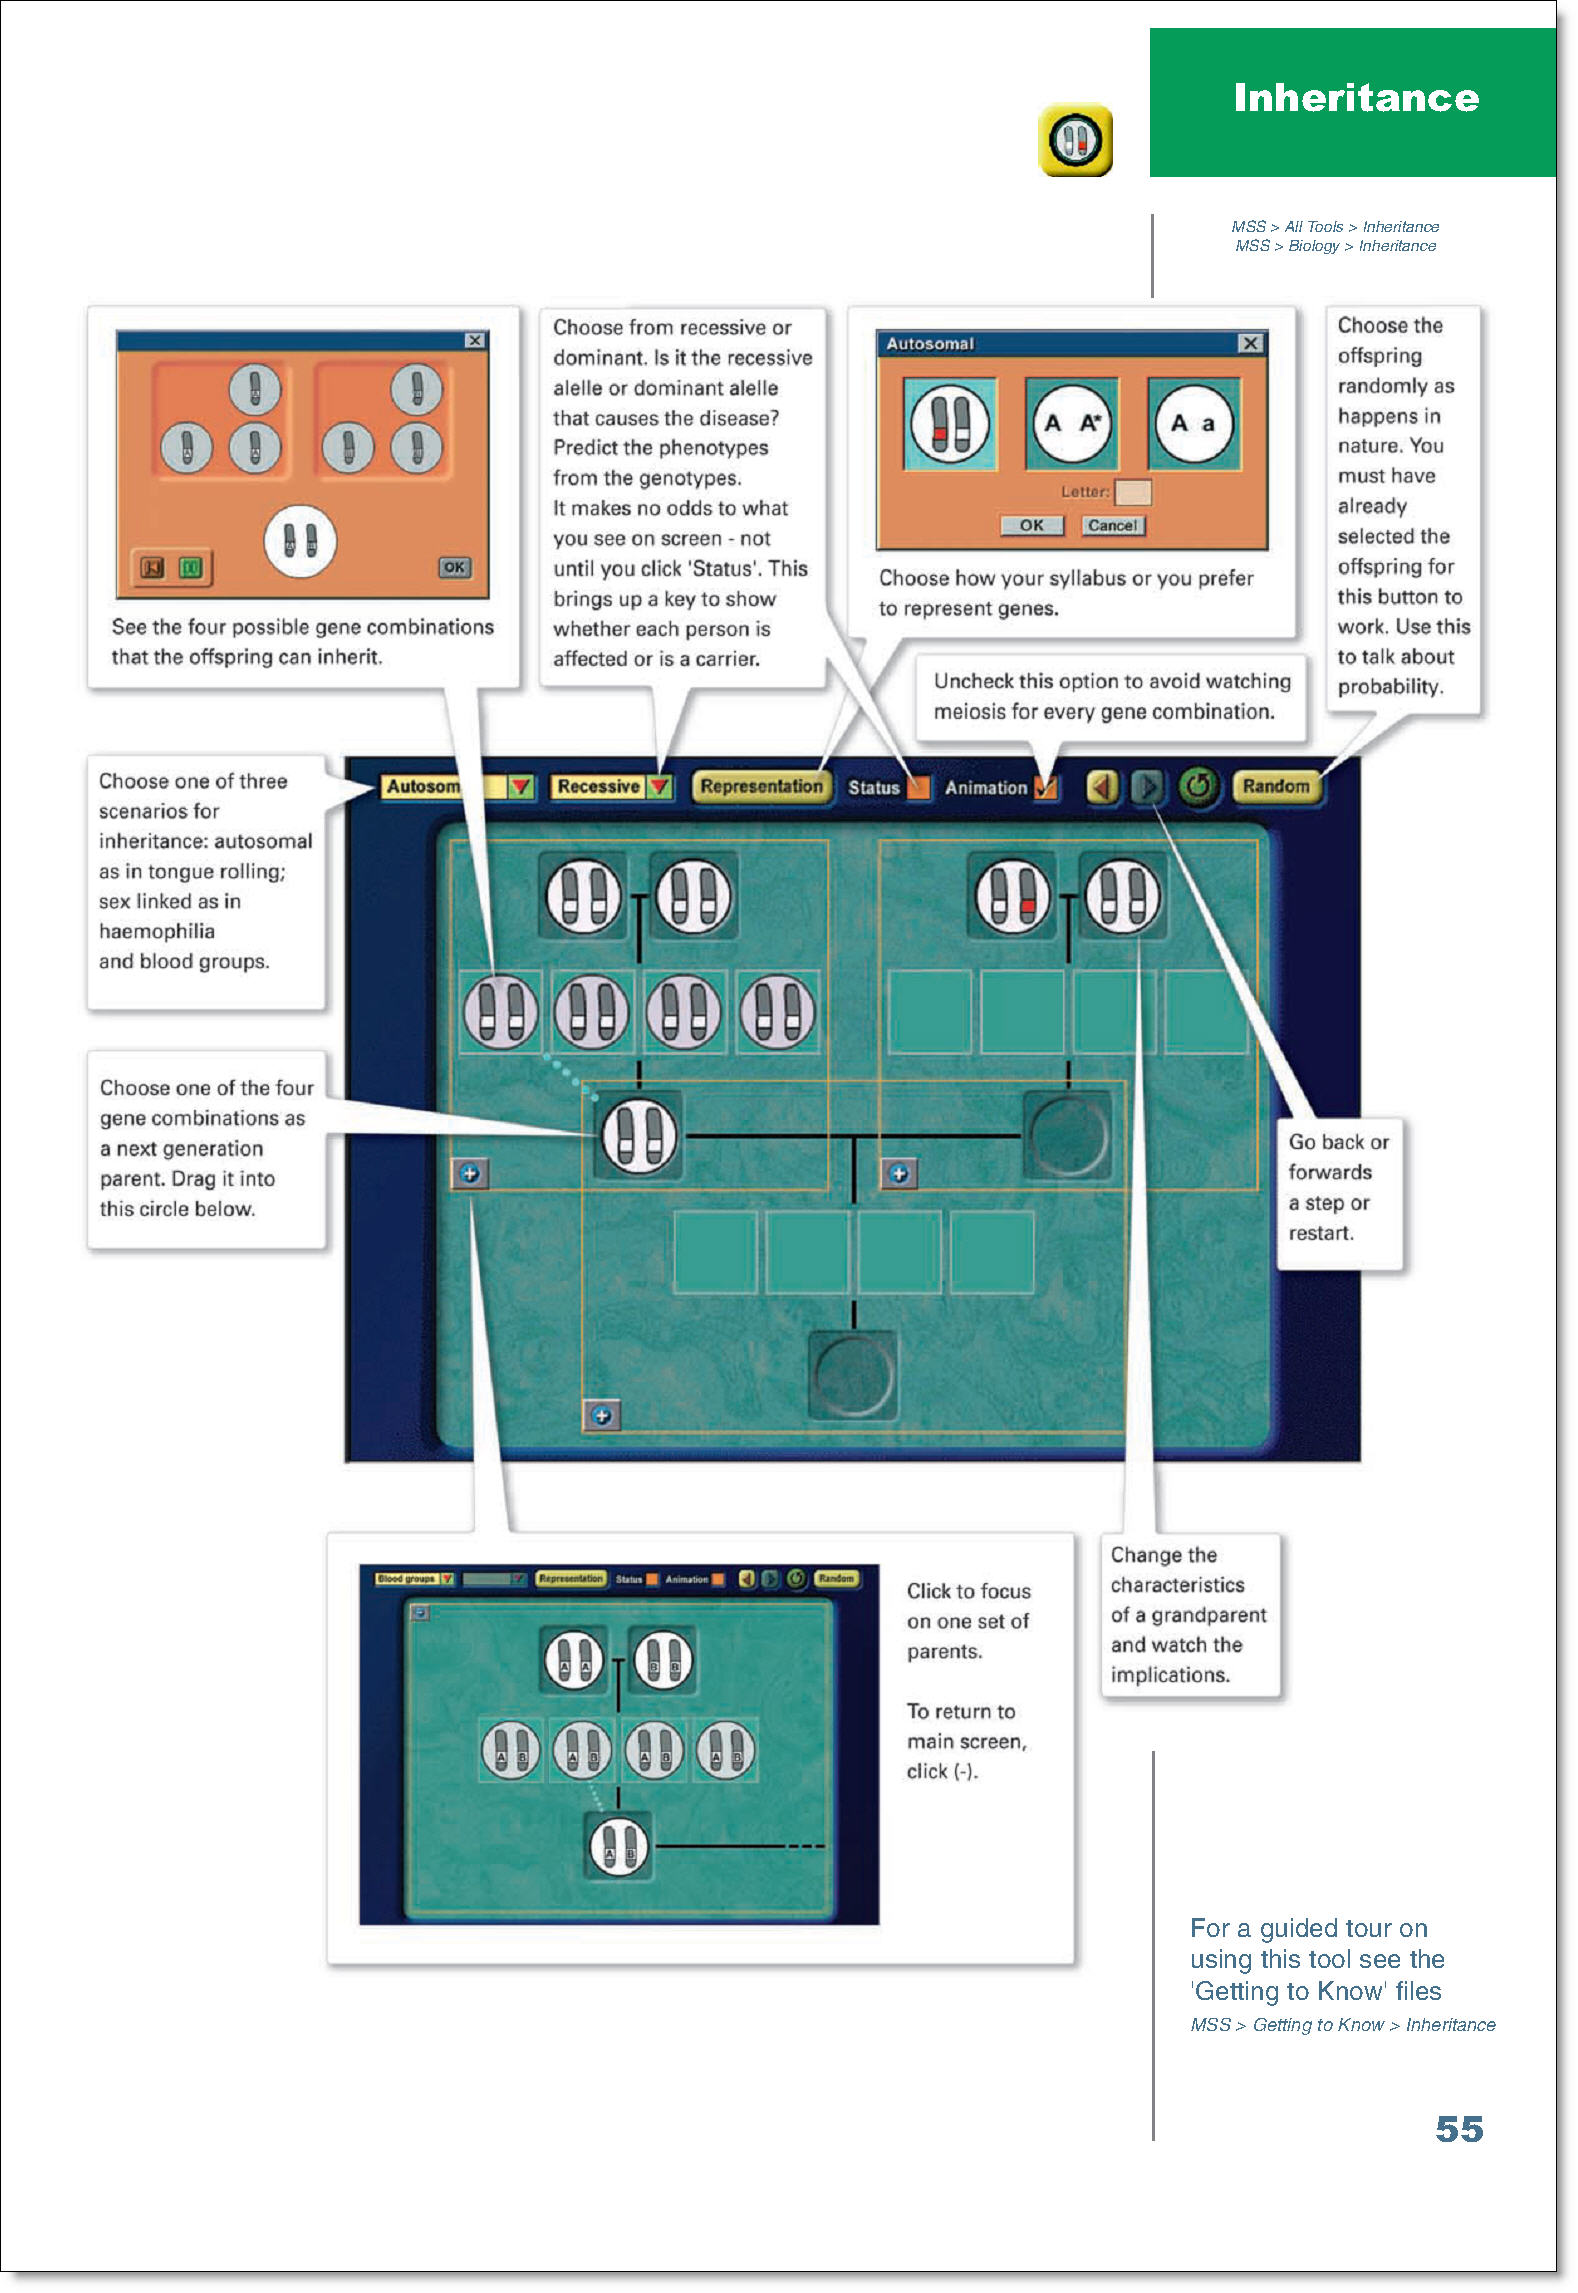 Inheritance
MSS > All Tools > Inheritance
MSS > Biology > Inheritance
OK
See the four possible gene combinations
that the offspring can inherit.
Choose from recessive or
dominant. Is it the recessive
alelle or dominant alelle
that causes the disease?
Predict the phenotypes
from the genotypes.
It makes no odds to what
you see on screen - not
until you click 'Status'. This
brings up a key to show
whether each person is
affected or is a carrier.
Autosomal
A A*
A a
Letter:
OK Cancel
Choose how your syllabus or you prefer
to represent genes.
Uncheck this option to avoid watching
meiosis for every gene combination.
Choose the
offspring
randomly as
happens in
nature. You
must have
already
selected the
offspring for
this button to
work. Use this
to talk about
probability.
Choose one of three
scenarios for
inheritance: autosomal
as in tongue rolling;
sex linked as in
haemophilia
and blood groups.
Autosom Recessive Representation Status Animation Random
Choose one of the four
gene combinations as
a next generation
parent. Drag it into
this circle below.
Go back or
forwards
a step or
restart.
Blood groups Representation Status Animation Random
A A B B
A B A B A B A B
A B
Click to focus
on one set of
parents.
To return to
main screen,
click (-).
Change the
characteristics
of a grandparent
and watch the
implications.
For a guided tour on
using this tool see the
'Getting to Know' files
MSS > Getting to Know > Inheritance
55